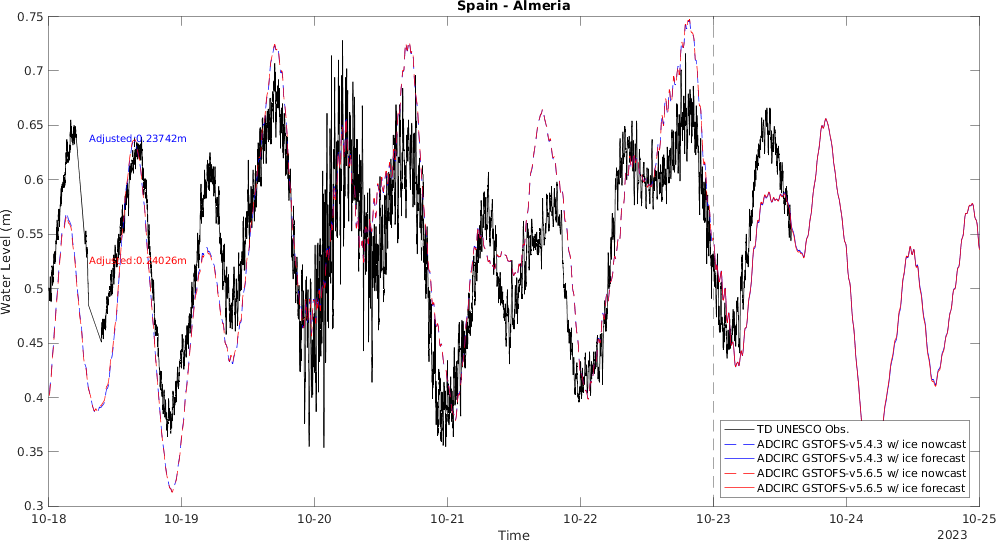 Spain - Almeria
0.75
0.7
0.65
0.6
0.55
0.5
0.45
0.4
0.35
0.3
Water Level (m)
Adjusted:0.23742m
Adjusted:0.24026m
TD UNESCO Obs.
ADCIRC GSTOFS-v5.4.3 w/ ice nowcast
ADCIRC GSTOFS-v5.4.3 w/ ice forecast
ADCIRC GSTOFS-v5.6.5 w/ ice nowcast
ADCIRC GSTOFS-v5.6.5 w/ ice forecast
10-18 10-19 10-20 10-21 10-22 10-23 10-24 10-25
Time
2023